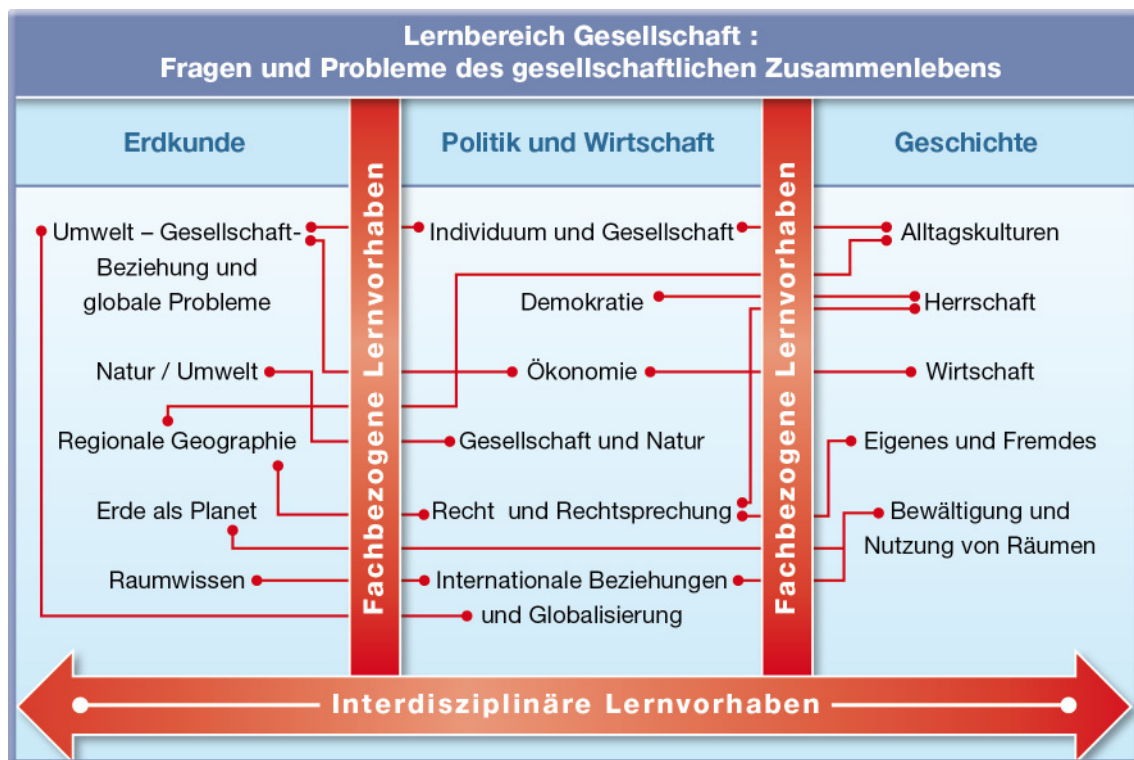 Lernbereich Gesellschaft :
Fragen und Probleme des gesellschaftlichen Zusammenlebens
Erdkunde
Umwelt – Gesellschaft-
Beziehung und
globale Probleme
Natur / Umwelt
Regionale Geographie
Erde als Planet
Raumwissen
Fachbezogene Lernvorhaben
Politik und Wirtschaft
Individuum und Gesellschaft
Demokratie
Ökonomie
Gesellschaft und Natur
Recht und Rechtsprechung
Internationale Beziehungen
und Globalisierung
Fachbezogene Lernvorhaben
Geschichte
Alltagskulturen
Herrschaft
Wirtschaft
Eigenes und Fremdes
Bewältigung und
Nutzung von Räumen
Interdisziplinäre Lernvorhaben